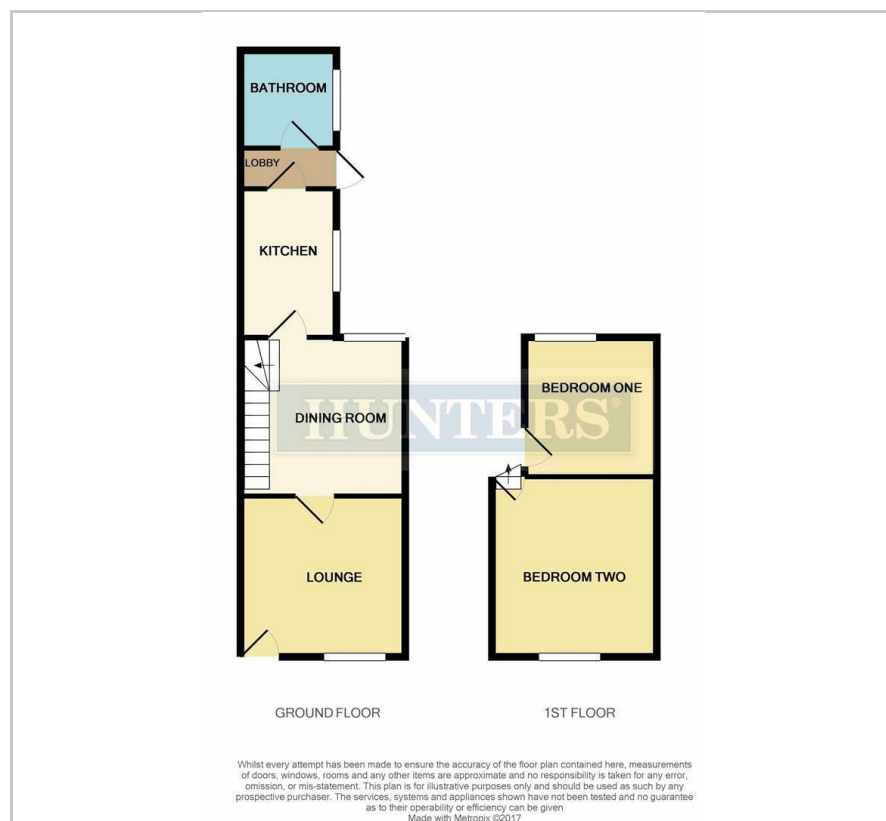 BATHROOM
LOBBY
KITCHEN
DINING ROOM
HUNTERS®
LOUNGE
BEDROOM ONE
BEDROOM TWO
GROUND FLOOR
1ST FLOOR
Whilst every attempt has been made to ensure the accuracy of the floor plan contained here, measurements
of doors, windows, rooms and any other items are approximate and no responsibility is taken for any error,
omission, or mis-statement. This plan is for illustrative purposes only and should be used as such by any
prospective purchaser. The services, systems and appliances shown have not been tested and no guarantee
as to their operability or efficiency can be given
Made with Metropix ©2017